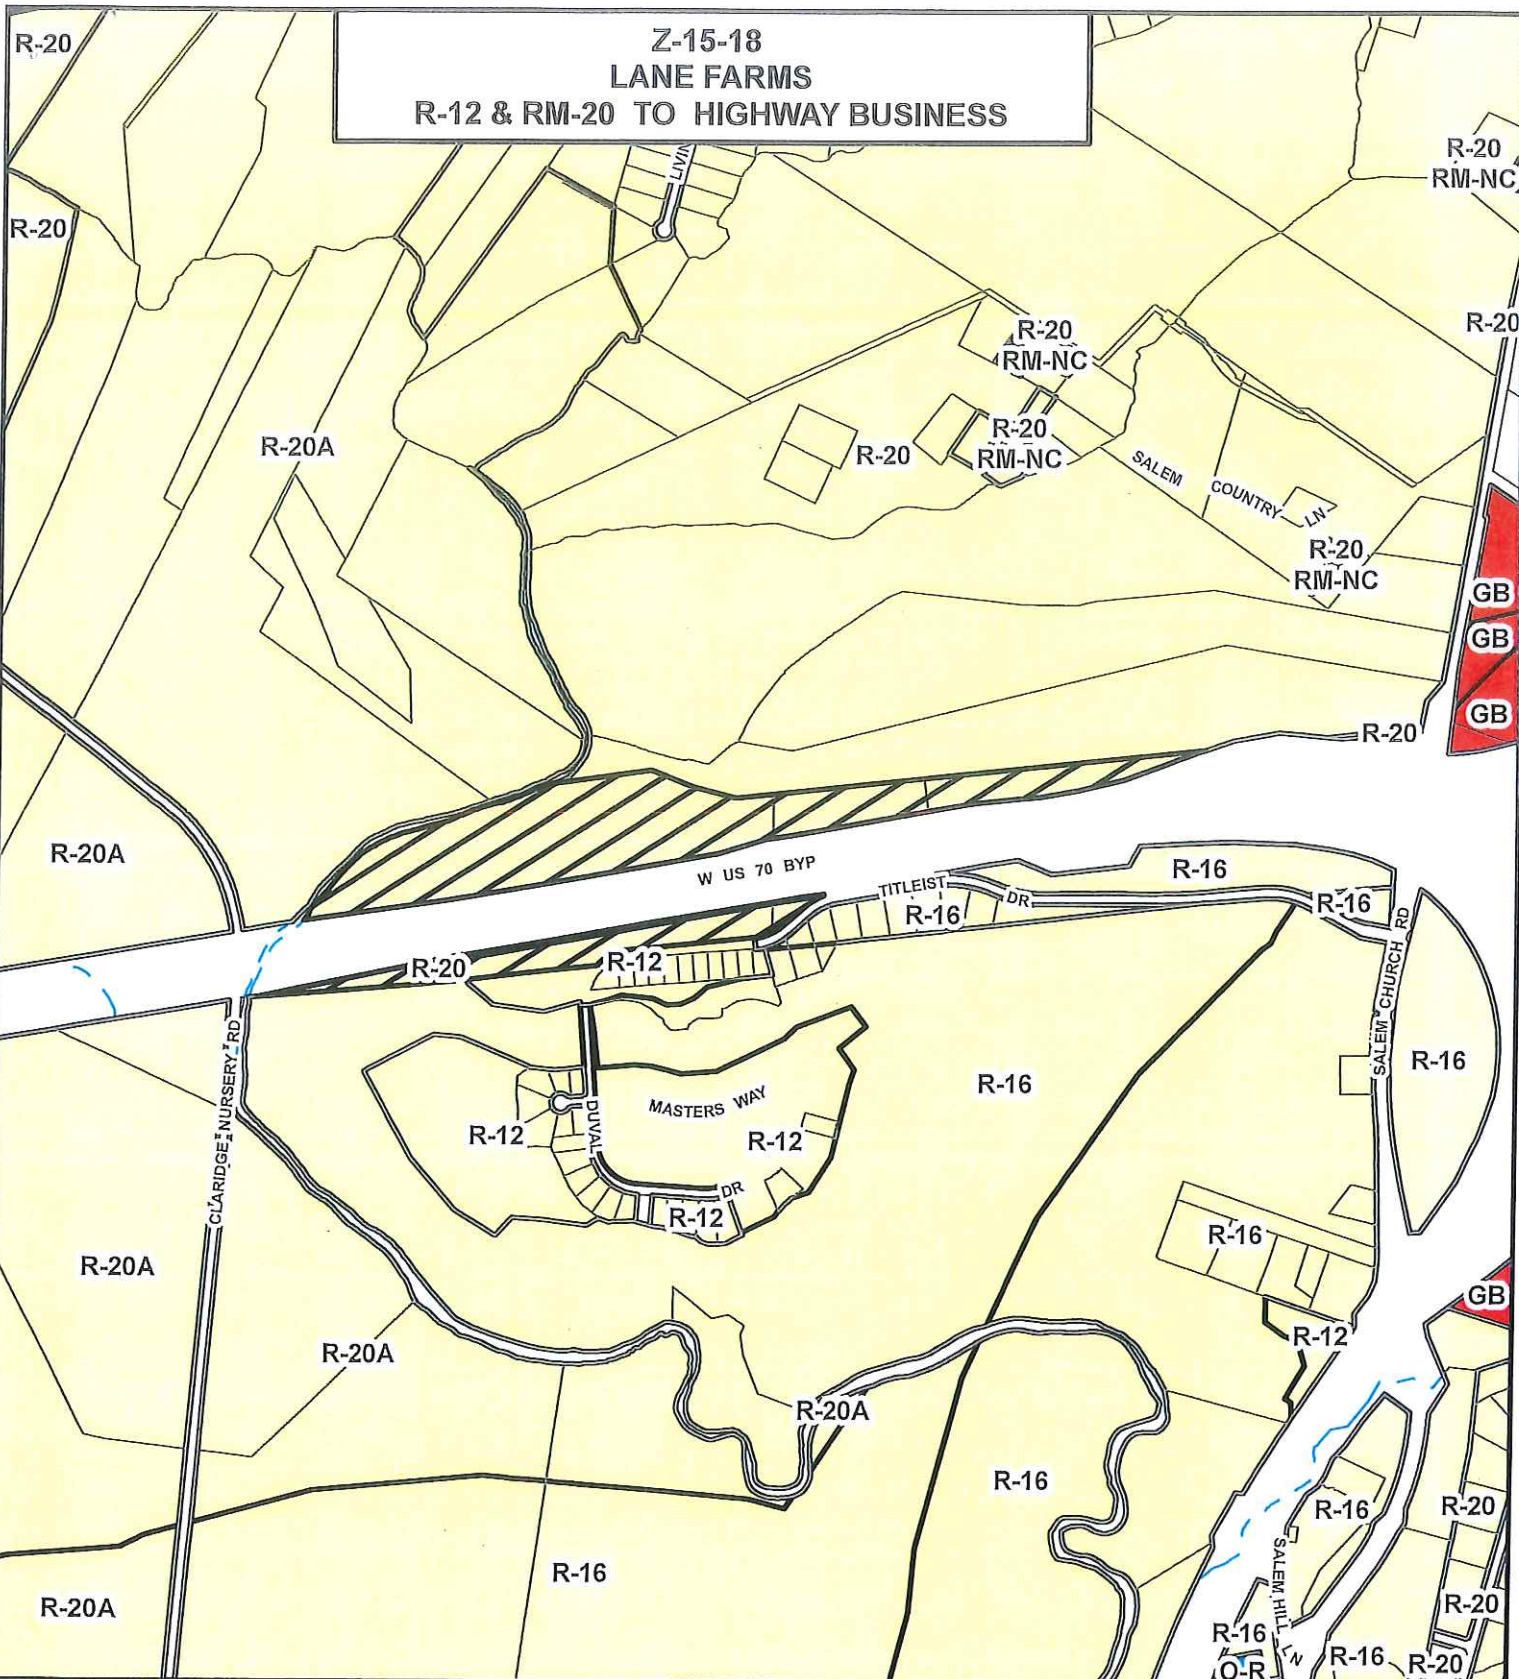 Z-15-18
LANE FARMS
R-12 & RM-20 TO HIGHWAY BUSINESS
R-20
R-20
RM-NC
R-20
R-20
R-20
RM-NC
R-20A
R-20
R-20
RM-NC
SALEM COUNTRY LN
R-20
RM-NC
GB
GB
GB
R-20
R-20A
W US 70 BYP
R-16
TITLEIST DR
R-16
R-16
R-20
R-12
CLARIDGE NURSERY RD
SALEM CHURCH RD
R-16
R-16
MASTERS WAY
DUVAL DR
R-12
R-12
R-12
R-16
R-20A
GB
R-12
R-20A
R-20A
R-16
R-16
R-20
R-16
SALEM HILL LN
R-20A
R-20
R-16
R-16
R-20
O-R